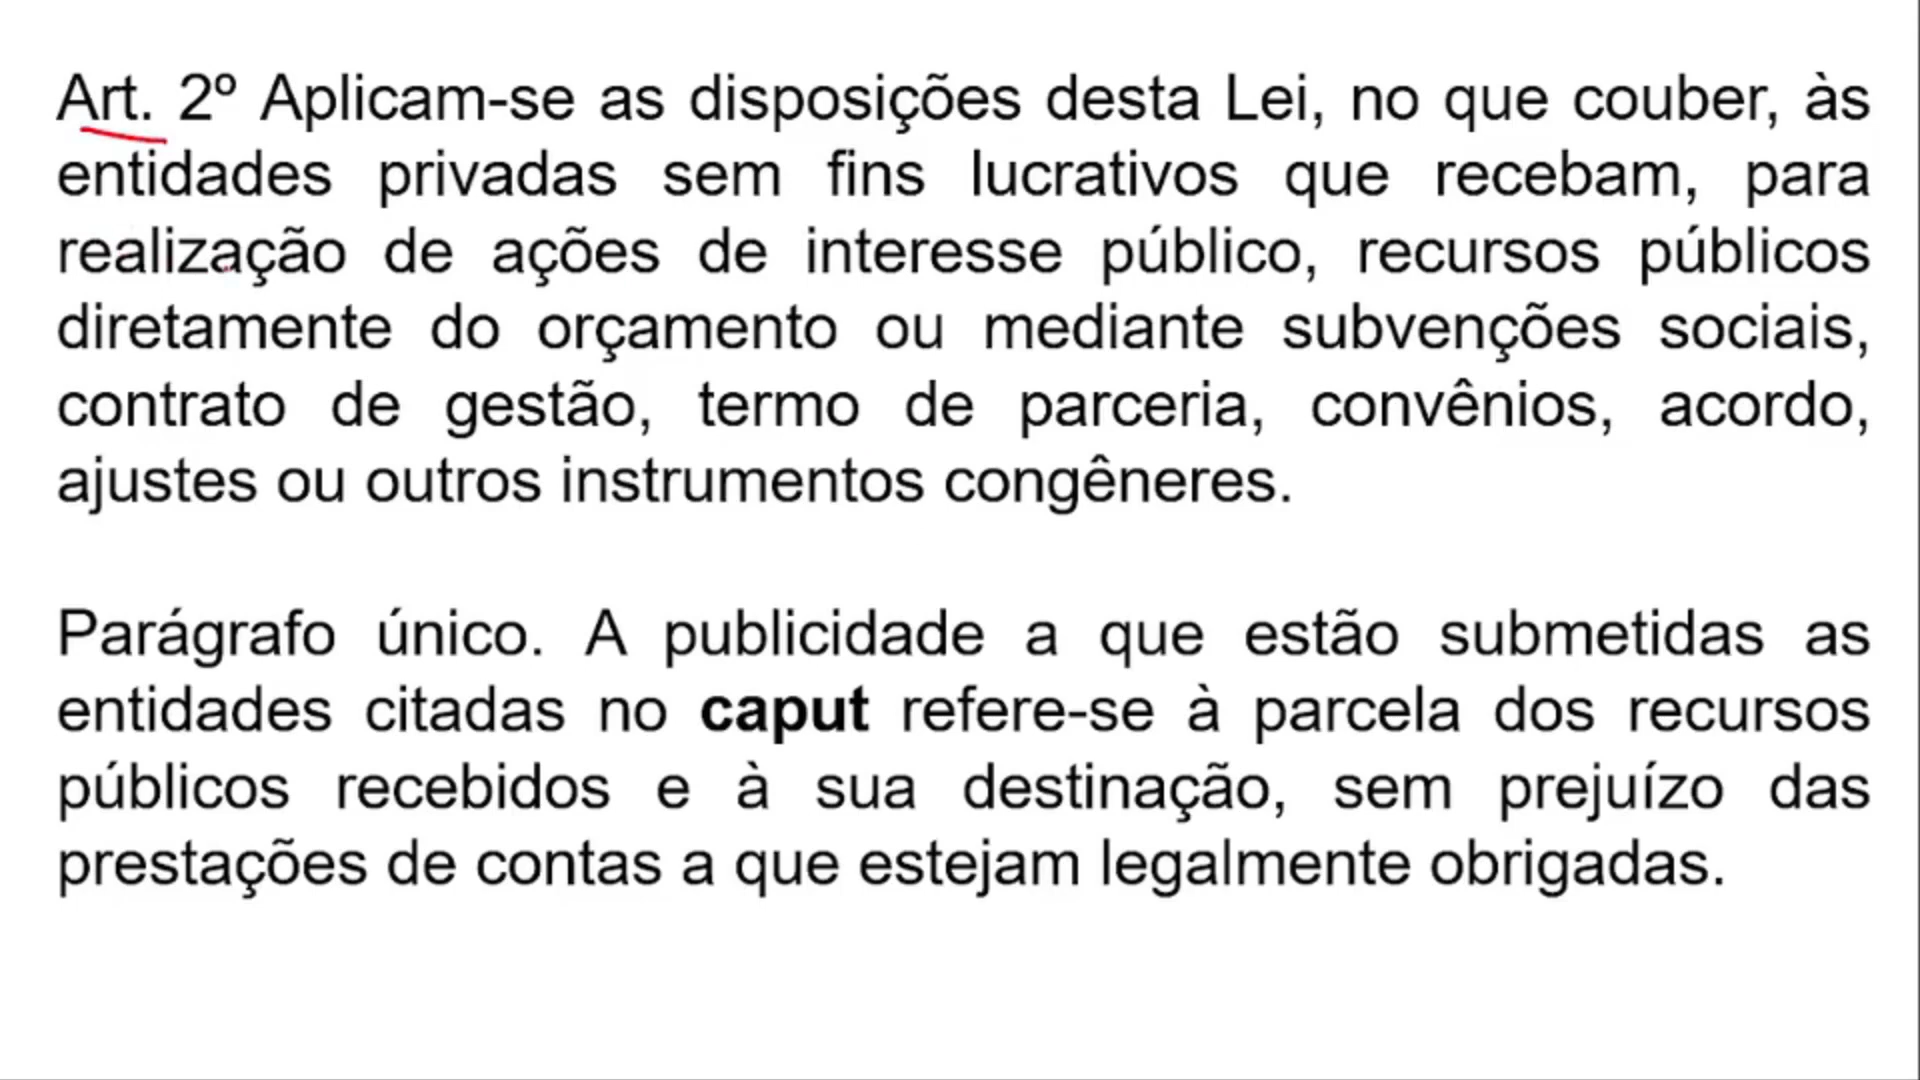 Art. 2º Aplicam-se as disposições desta Lei, no que couber, às
entidades privadas sem fins lucrativos que recebam, para
realização de ações de interesse público, recursos públicos
diretamente do orçamento ou mediante subvenções sociais,
contrato de gestão, termo de parceria, convênios, acordo,
ajustes ou outros instrumentos congêneres.
Parágrafo único. A publicidade a que estão submetidas as
entidades citadas no caput refere-se à parcela dos recursos
públicos recebidos e à sua destinação, sem prejuízo das
prestações de contas a que estejam legalmente obrigadas.